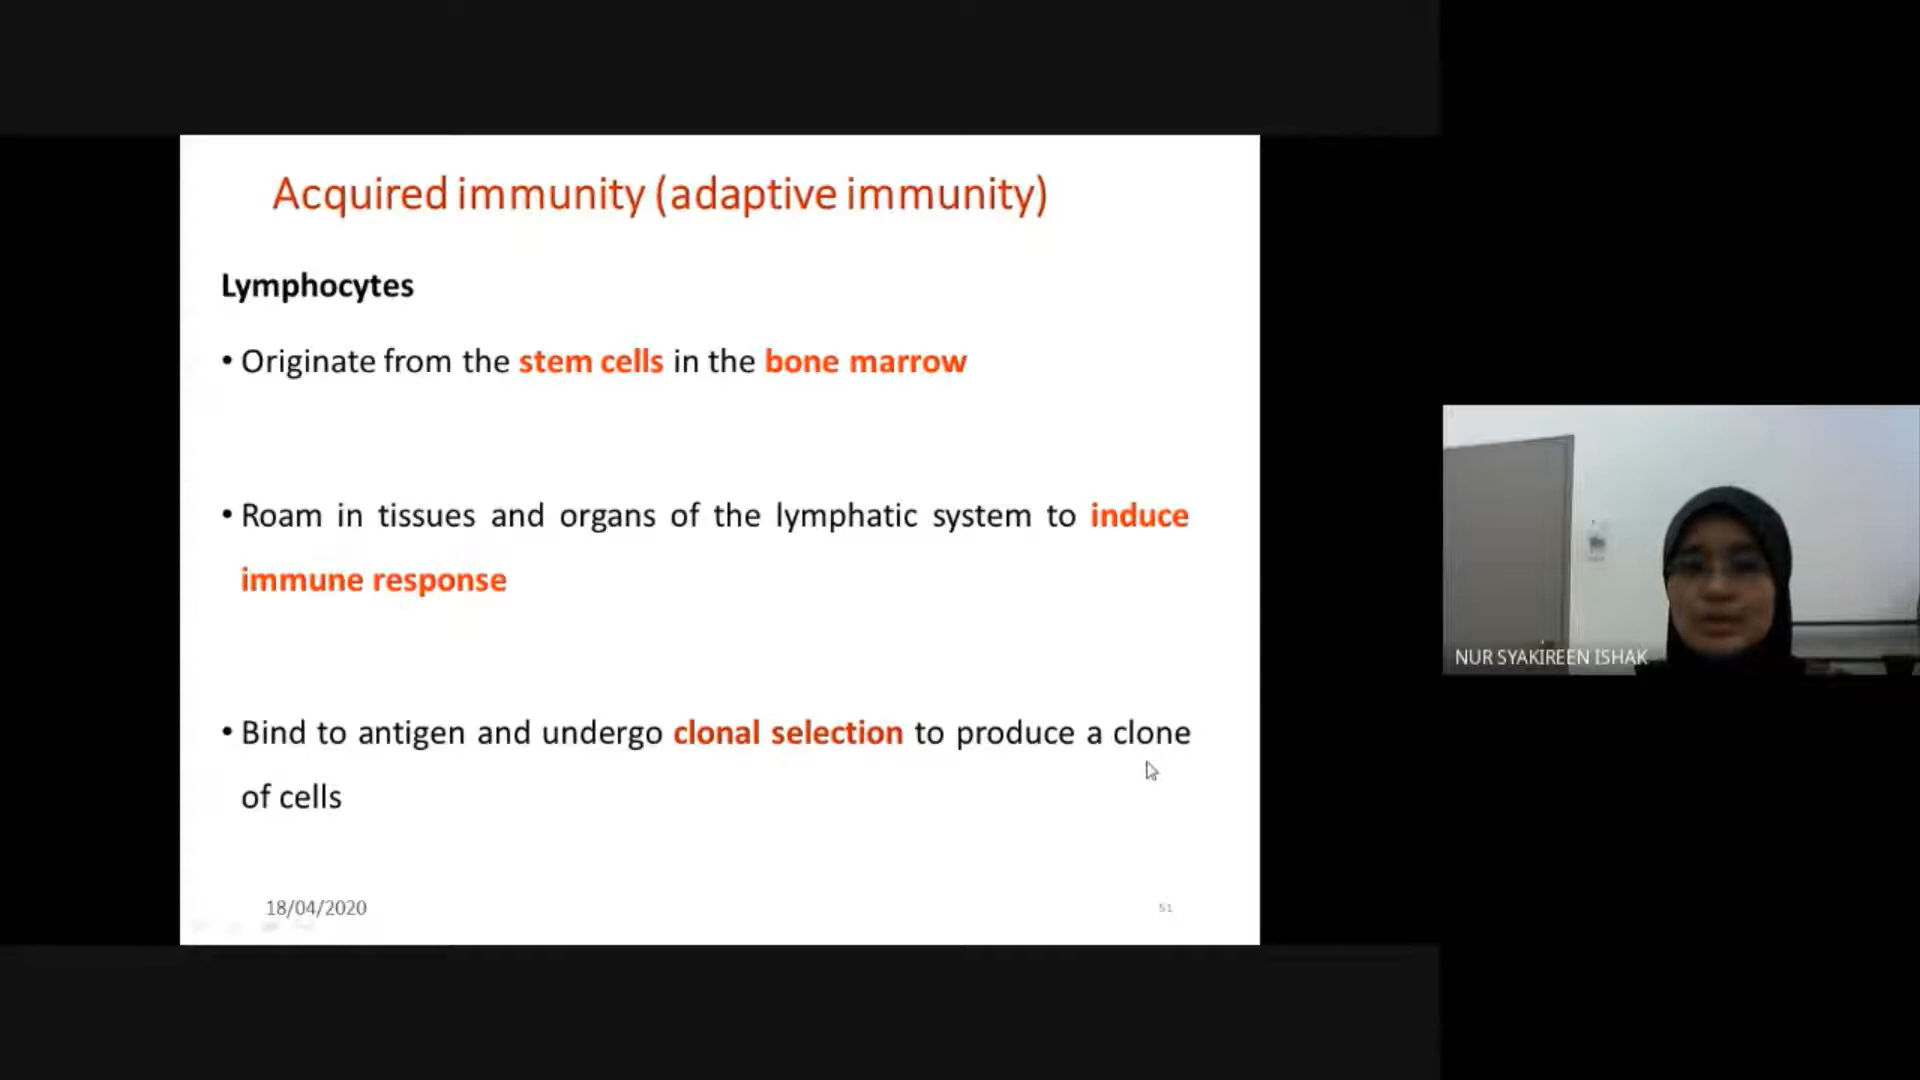 Acquired immunity (adaptive immunity)
Lymphocytes
• Originate from the stem cells in the bone marrow
• Roam in tissues and organs of the lymphatic system to induce
immune response
• Bind to antigen and undergo clonal selection to produce a clone
of cells
18/04/2020
51
NUR SYAKIREEN ISHAK